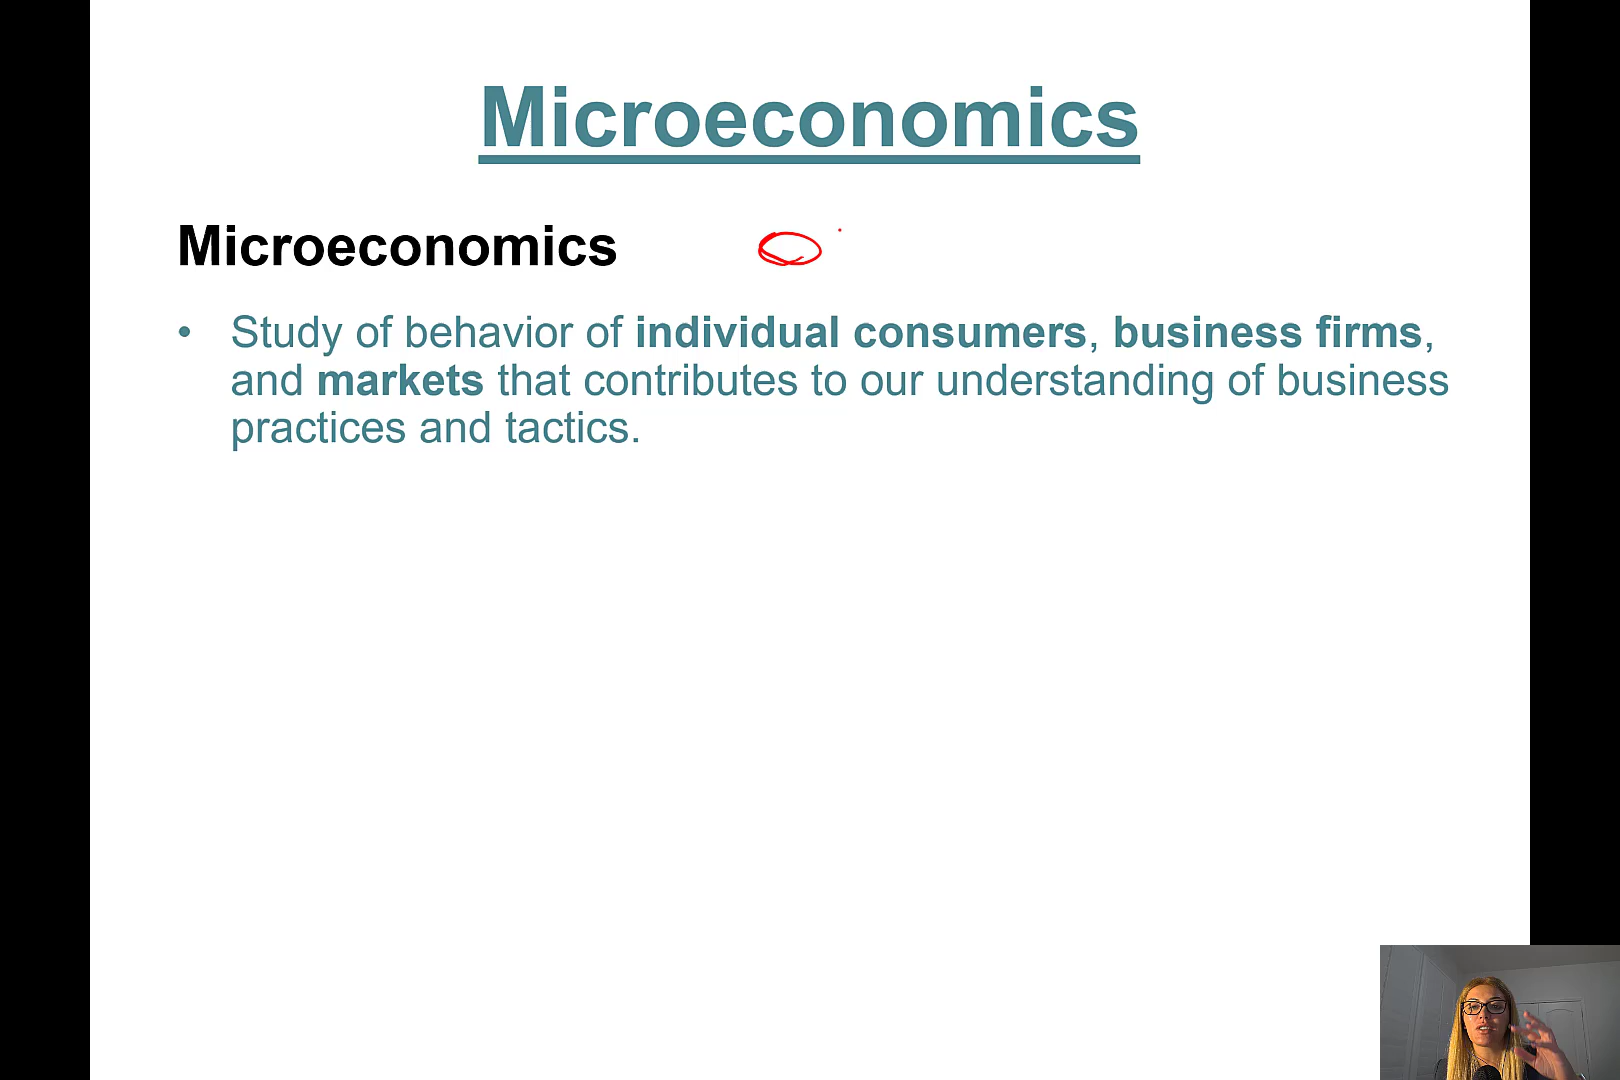 Microeconomics
Microeconomics
• Study of behavior of individual consumers, business firms,
and markets that contributes to our understanding of business
practices and tactics.